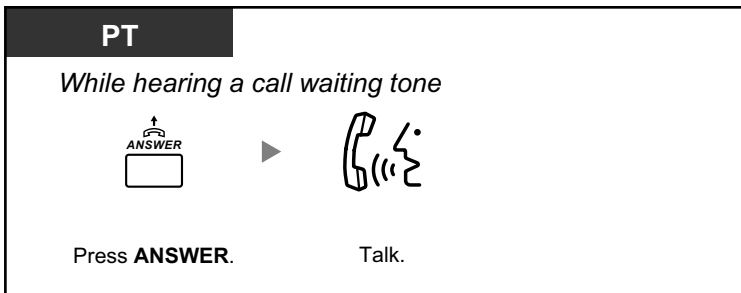 PT
While hearing a call waiting tone
ANSWER
Press ANSWER.
Talk.